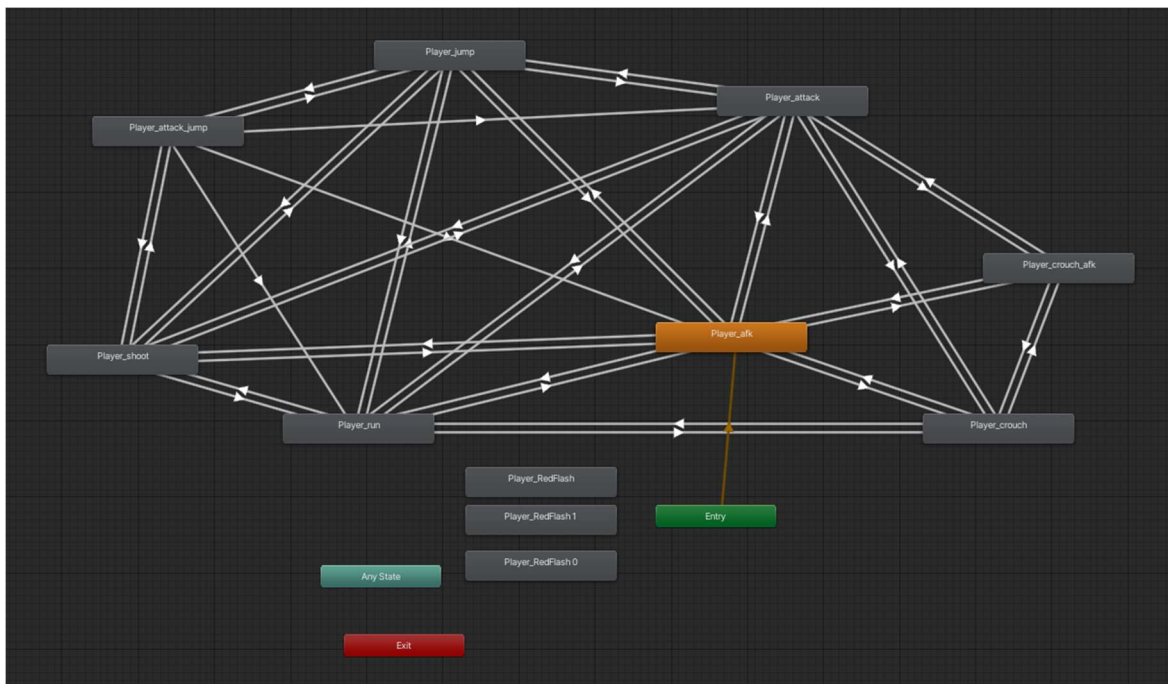 Player_jump
Player_attack
Player_attack_jump
Player_crouch_afk
Player_afk
Player_shoot
Player_run
Player_crouch
Player_RedFlash
Player_RedFlash 1
Entry
Player_RedFlash 0
Any State
Exit